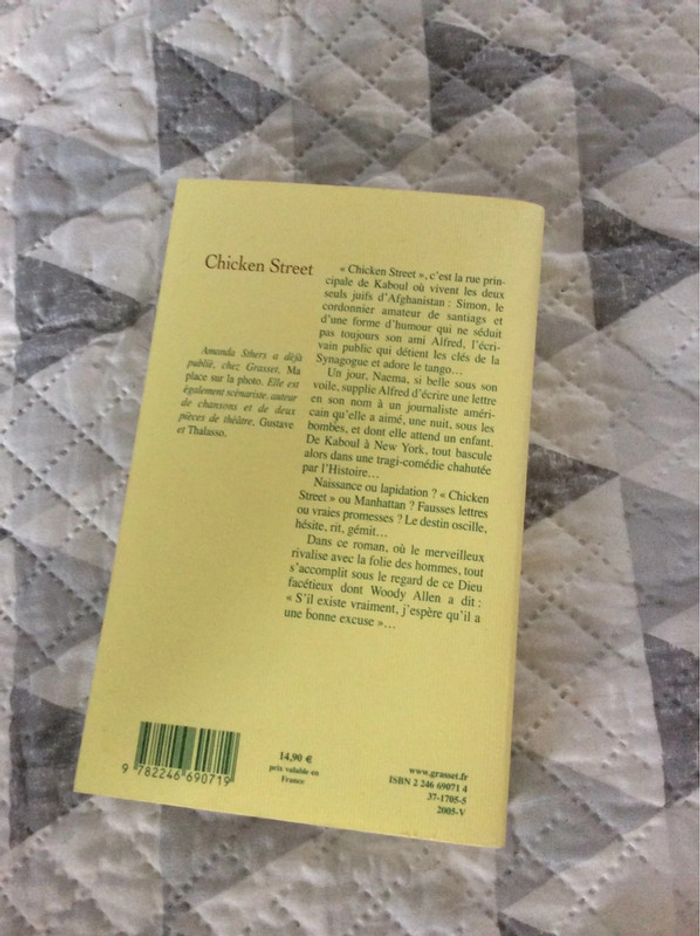 Chicken Street
« Chicken Street », c'est la rue prin-
cipale de Kaboul où vivent les deux
seuls juifs d'Afghanistan : Simon, le
cordonnier amateur de santiags et
d'une forme d'humour qui ne séduit
pas toujours son ami Alfred, l'écri-
vain public qui détient les clés de la
Synagogue et adore le tango…
Un jour, Naema, si belle sous son
voile, supplie Alfred d'écrire une lettre
en son nom à un journaliste améri-
cain qu'elle a aimé, une nuit, sous les
bombes, et dont elle attend un enfant.
De Kaboul à New York, tout bascule
alors dans une tragi-comédie chahutée
par l'Histoire…
Naissance ou lapidation ? « Chicken
Street » ou Manhattan ? Fausses lettres
ou vraies promesses ? Le destin oscille,
hésite, rit, gémit…
Dans ce roman, où le merveilleux
rivalise avec la folie des hommes, tout
s'accomplit sous le regard de ce Dieu
facétieux dont Woody Allen a dit :
« S'il existe vraiment, j'espère qu'il a
une bonne excuse »…
Amanda Sthers a déjà
publié, chez Grasset, Ma
place sur la photo. Elle est
également scénariste, auteur
de chansons et de deux
pièces de théâtre, Gustave
et Thalasso.
9 782246 690719
14,90 €
prix valable en
France
www.grasset.fr
ISBN 2 246 69071 4
37-1705-5
2005-V